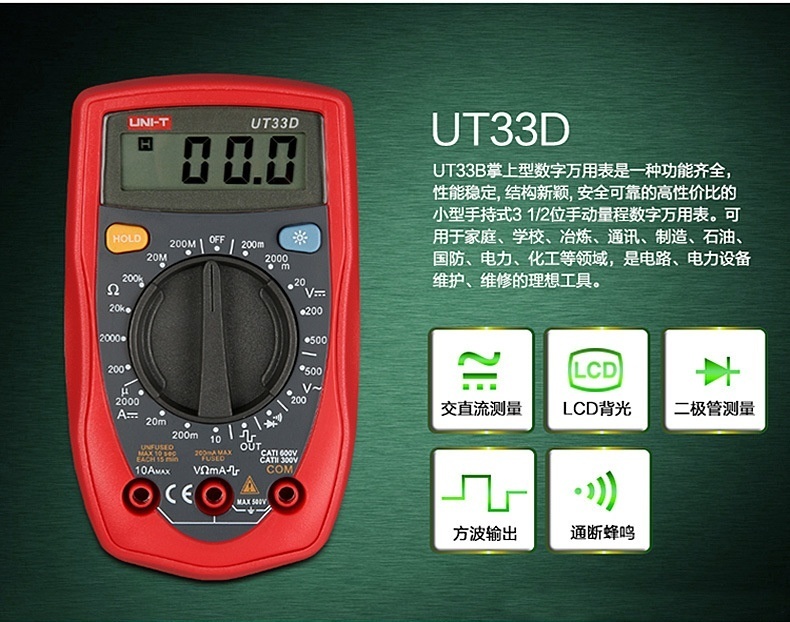 UNI-T
UT33D
H
00.0
HOLD
OFF
200M
200m
20M
2000
m
200k
20
Ω
V
20k
200
2000
500
200
500
μ
V~
2000
200
A
20m
200m
10
OUT
UNFUSED
MAX 10 sec
EACH 15 min
200mA MAX
FUSED
CATI 600V
CATII 300V
10AMAX
VΩmA
COM
CE
MAX 500V
UT33D
UT33B掌上型数字万用表是一种功能齐全，
性能稳定, 结构新颖, 安全可靠的高性价比的
小型手持式3 1/2位手动量程数字万用表。可
用于家庭、学校、冶炼、通讯、制造、石油、
国防、电力、化工等领域，是电路、电力设备
维护、维修的理想工具。
交直流测量
LCD
LCD背光
二极管测量
方波输出
通断蜂鸣